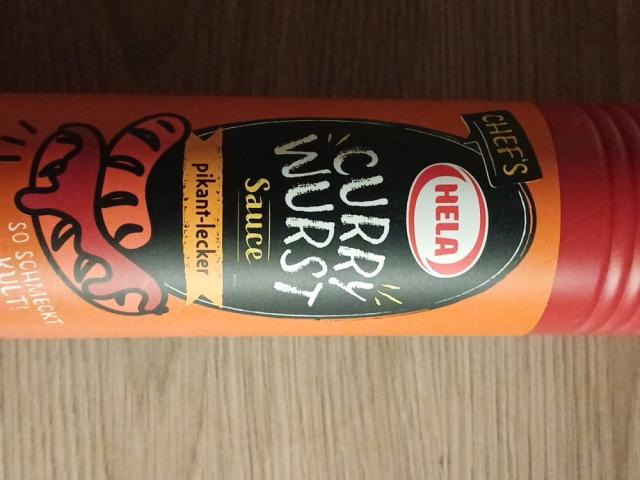 CHEF'S
HELA
CURRY
WURST
Sauce
pikant-lecker
SO SCHMECKT
KULT!